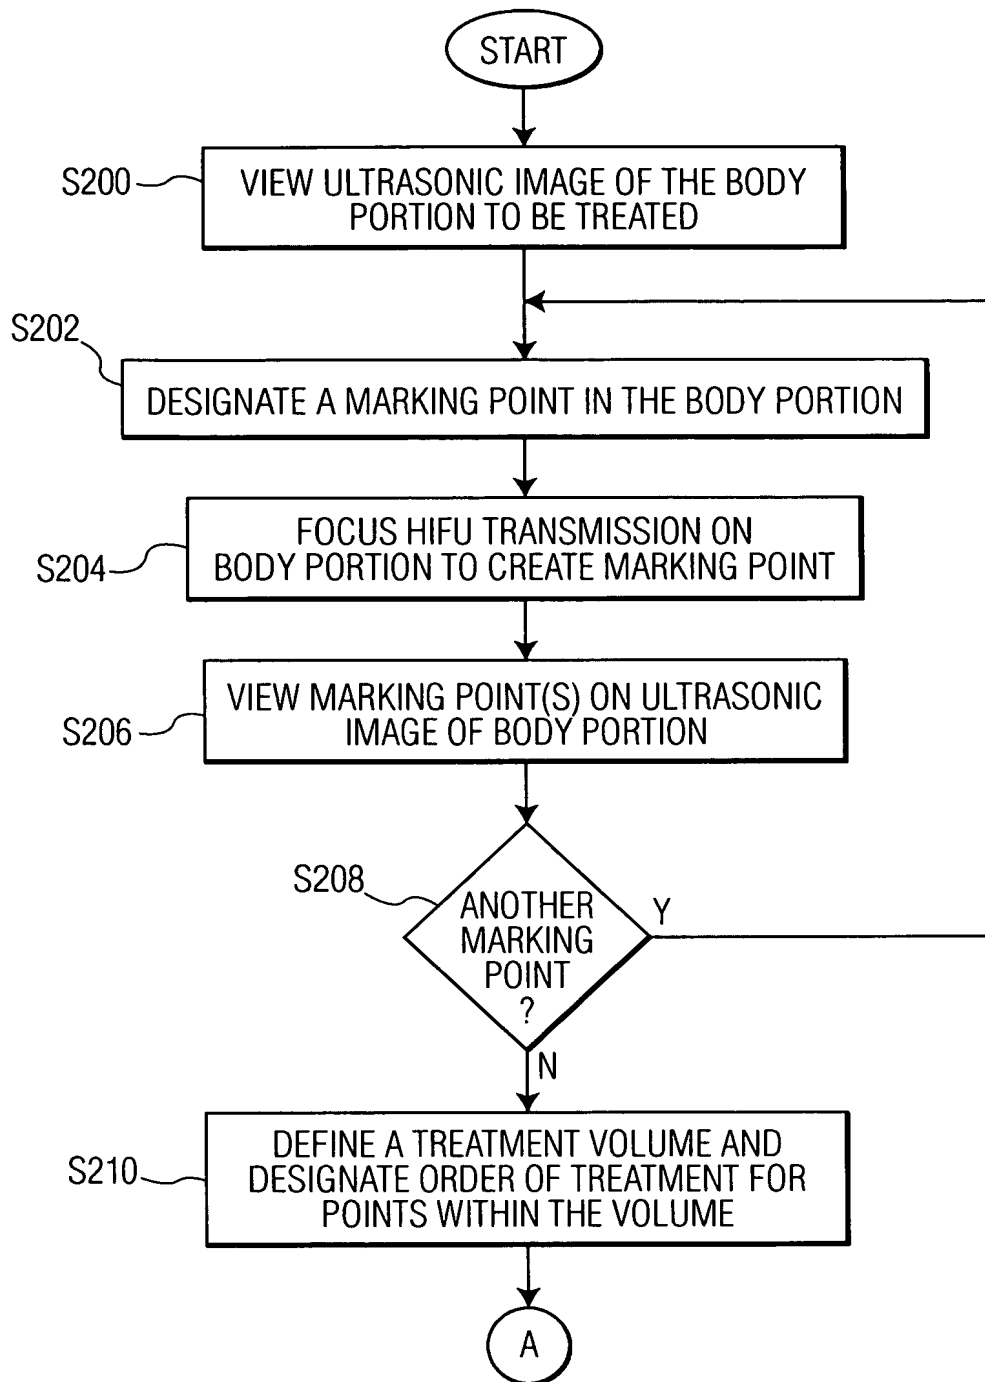 START
S200
VIEW ULTRASONIC IMAGE OF THE BODY
PORTION TO BE TREATED
S202
DESIGNATE A MARKING POINT IN THE BODY PORTION
S204
FOCUS HIFU TRANSMISSION ON
BODY PORTION TO CREATE MARKING POINT
S206
VIEW MARKING POINT(S) ON ULTRASONIC
IMAGE OF BODY PORTION
S208
ANOTHER
MARKING
POINT
?
Y
N
S210
DEFINE A TREATMENT VOLUME AND
DESIGNATE ORDER OF TREATMENT FOR
POINTS WITHIN THE VOLUME
A